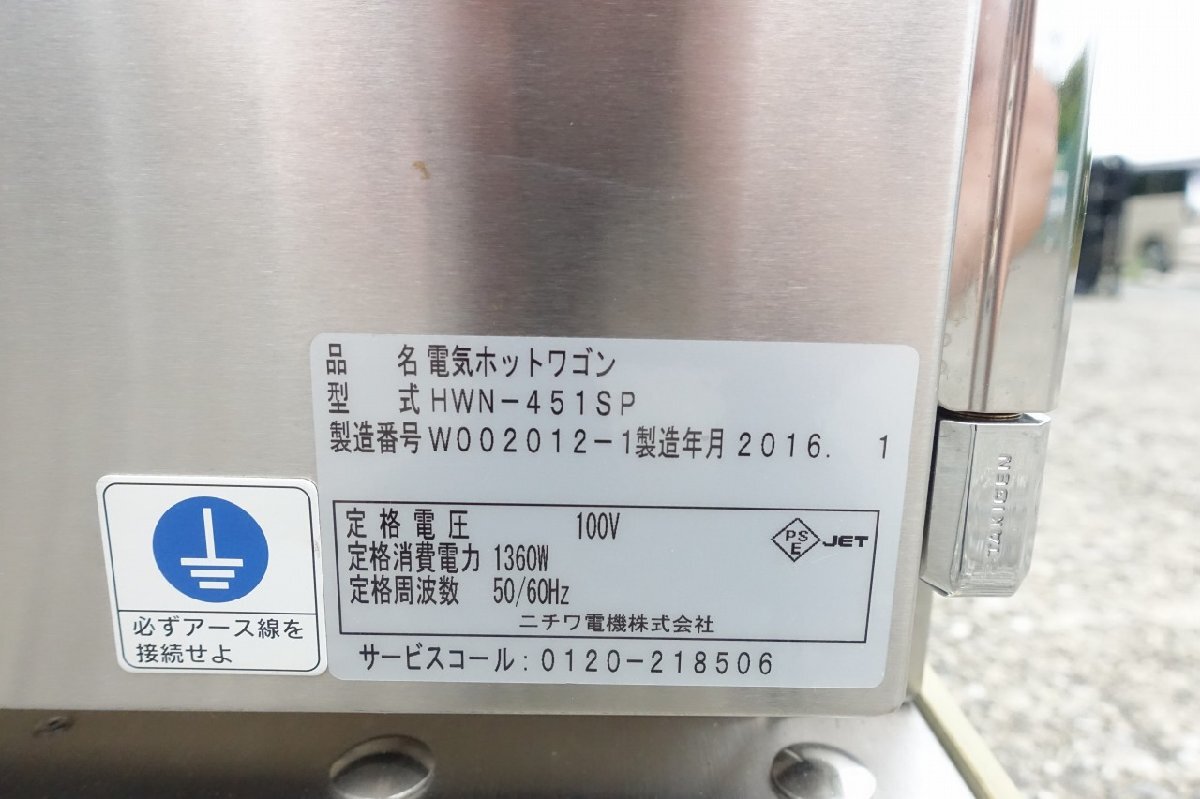 品 名 電気ホットワゴン
型 式 HWN-451SP
製造番号 W002012-1製造年月 2016. 1
定格電圧 100V
定格消費電力 1360W
定格周波数 50/60Hz
PS
E
JET
ニチワ電機株式会社
サービスコール:0120-218506
必ずアース線を
接続せよ
TAKIGEN